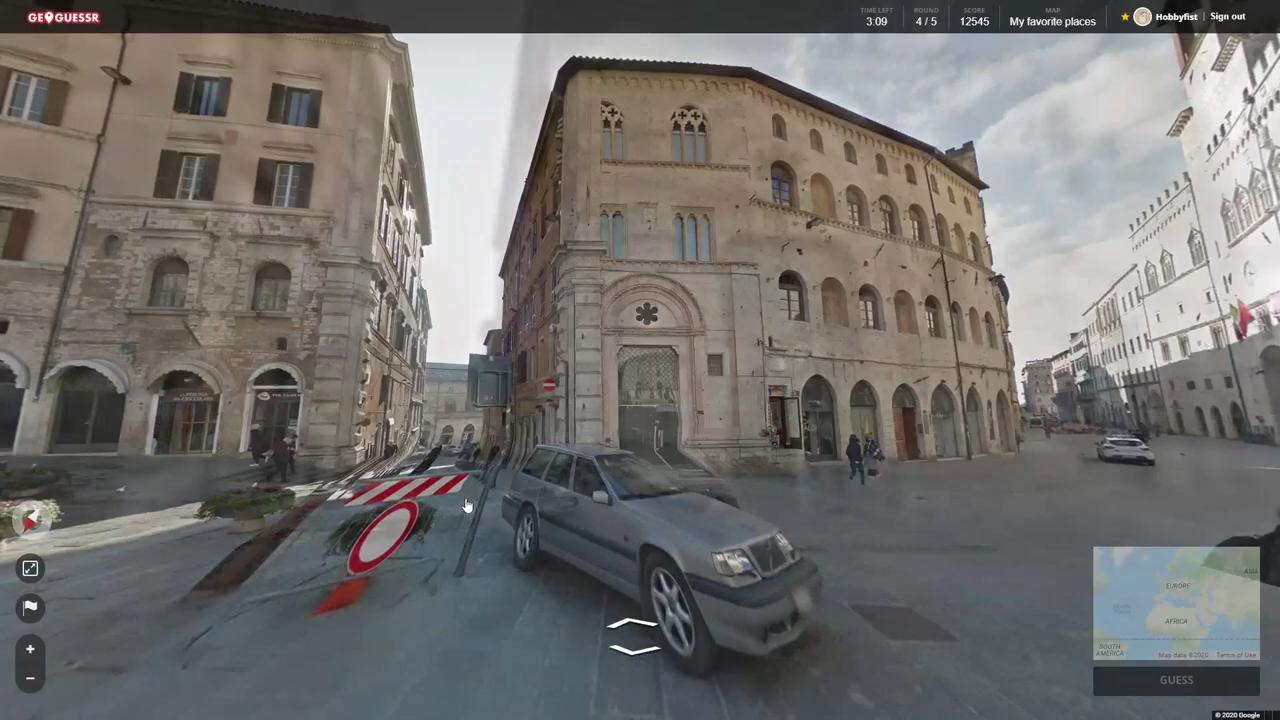 GEOGUESSR
TIME LEFT
3:09
ROUND
4 / 5
SCORE
12545
MAP
My favorite places
Hobbyfist
Sign out
EUROPE
ASIA
AFRICA
SOUTH
AMERICA
Map data ©2020
Terms of Use
GUESS
© 2020 Google